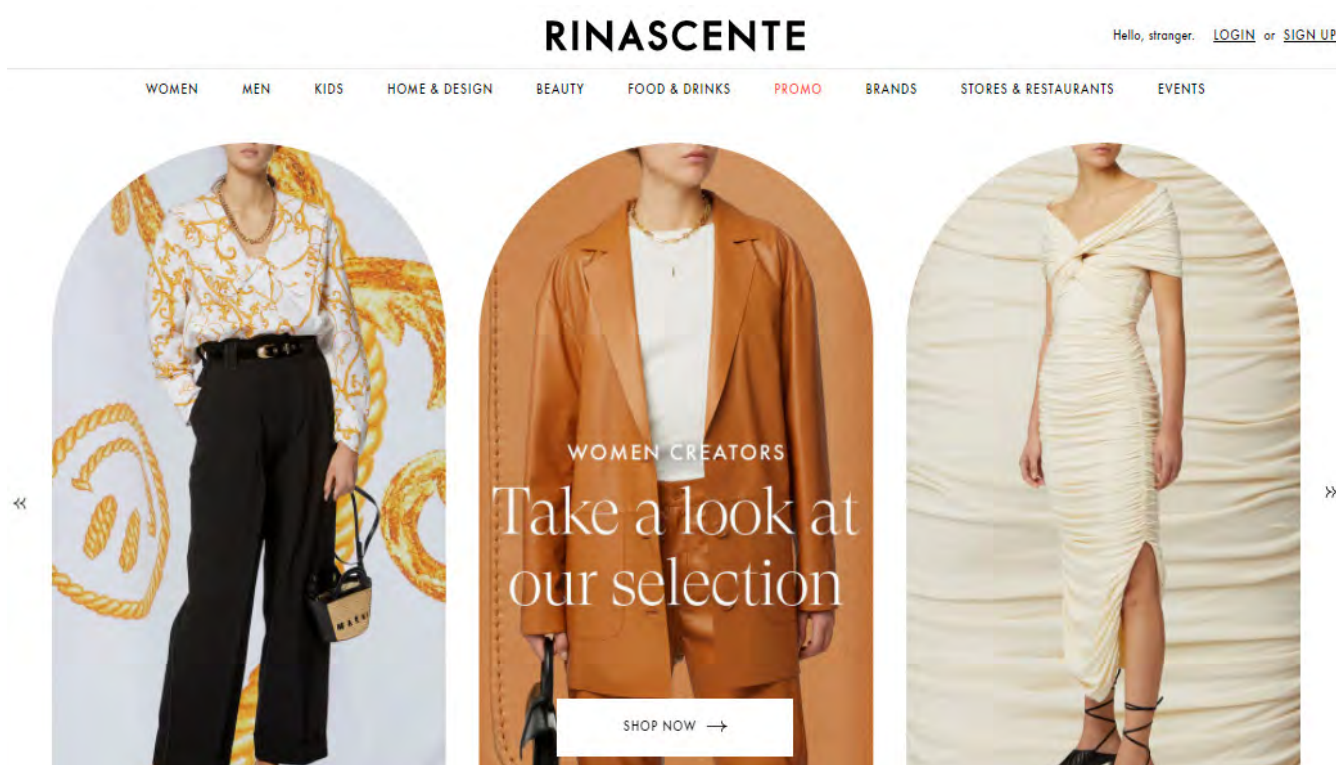 RINASCENTE
Hello, stranger. LOGIN or SIGN UP
WOMEN MEN KIDS HOME & DESIGN BEAUTY FOOD & DRINKS PROMO BRANDS STORES & RESTAURANTS EVENTS
WOMEN CREATORS
Take a look at
our selection
MARNI
SHOP NOW